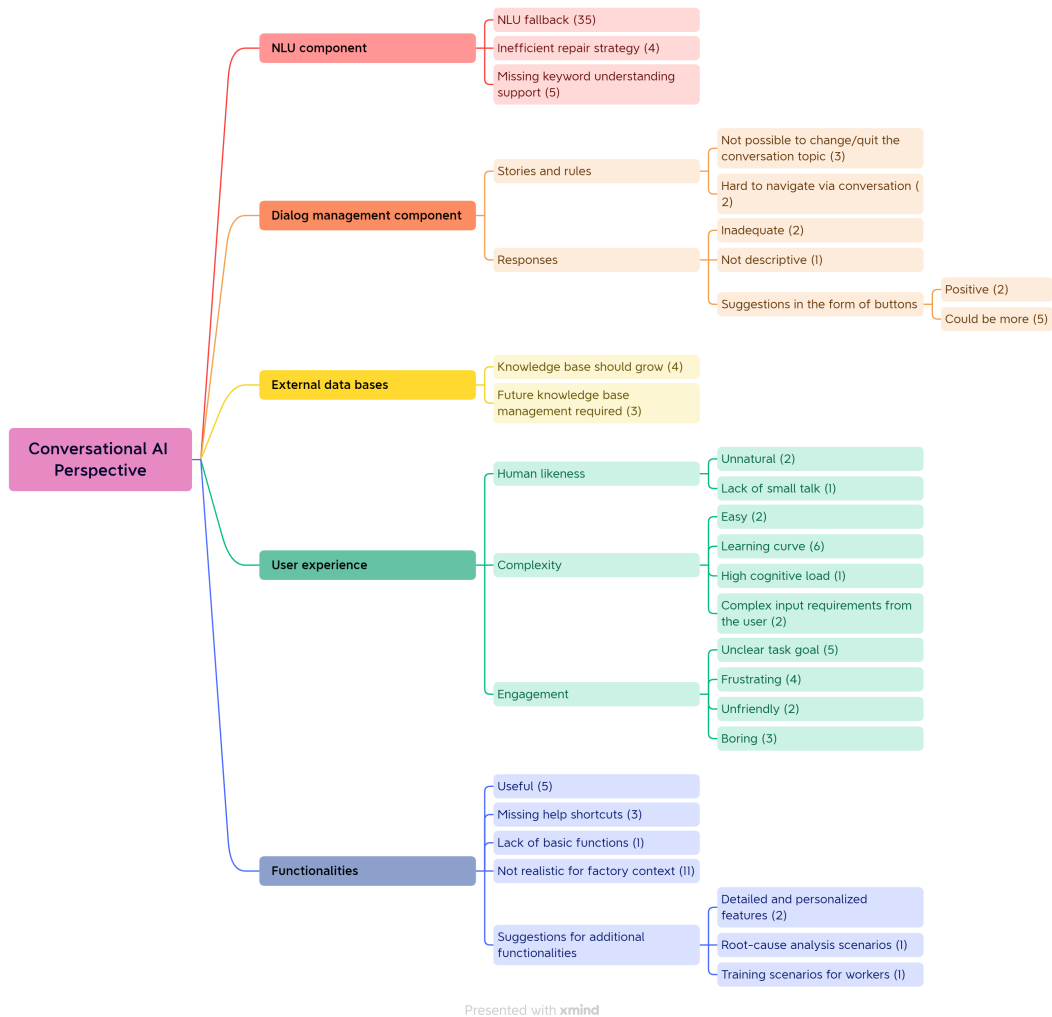 NLU component
NLU fallback (35)
Inefficient repair strategy (4)
Missing keyword understanding
support (5)
Dialog management component
Stories and rules
Not possible to change/quit the
conversation topic (3)
Hard to navigate via conversation (
2)
Responses
Inadequate (2)
Not descriptive (1)
Suggestions in the form of buttons
Positive (2)
Could be more (5)
External data bases
Knowledge base should grow (4)
Future knowledge base
management required (3)
Conversational AI
Perspective
User experience
Human likeness
Unnatural (2)
Lack of small talk (1)
Complexity
Easy (2)
Learning curve (6)
High cognitive load (1)
Complex input requirements from
the user (2)
Engagement
Unclear task goal (5)
Frustrating (4)
Unfriendly (2)
Boring (3)
Functionalities
Useful (5)
Missing help shortcuts (3)
Lack of basic functions (1)
Not realistic for factory context (11)
Suggestions for additional
functionalities
Detailed and personalized
features (2)
Root-cause analysis scenarios (1)
Training scenarios for workers (1)
Presented with xmind